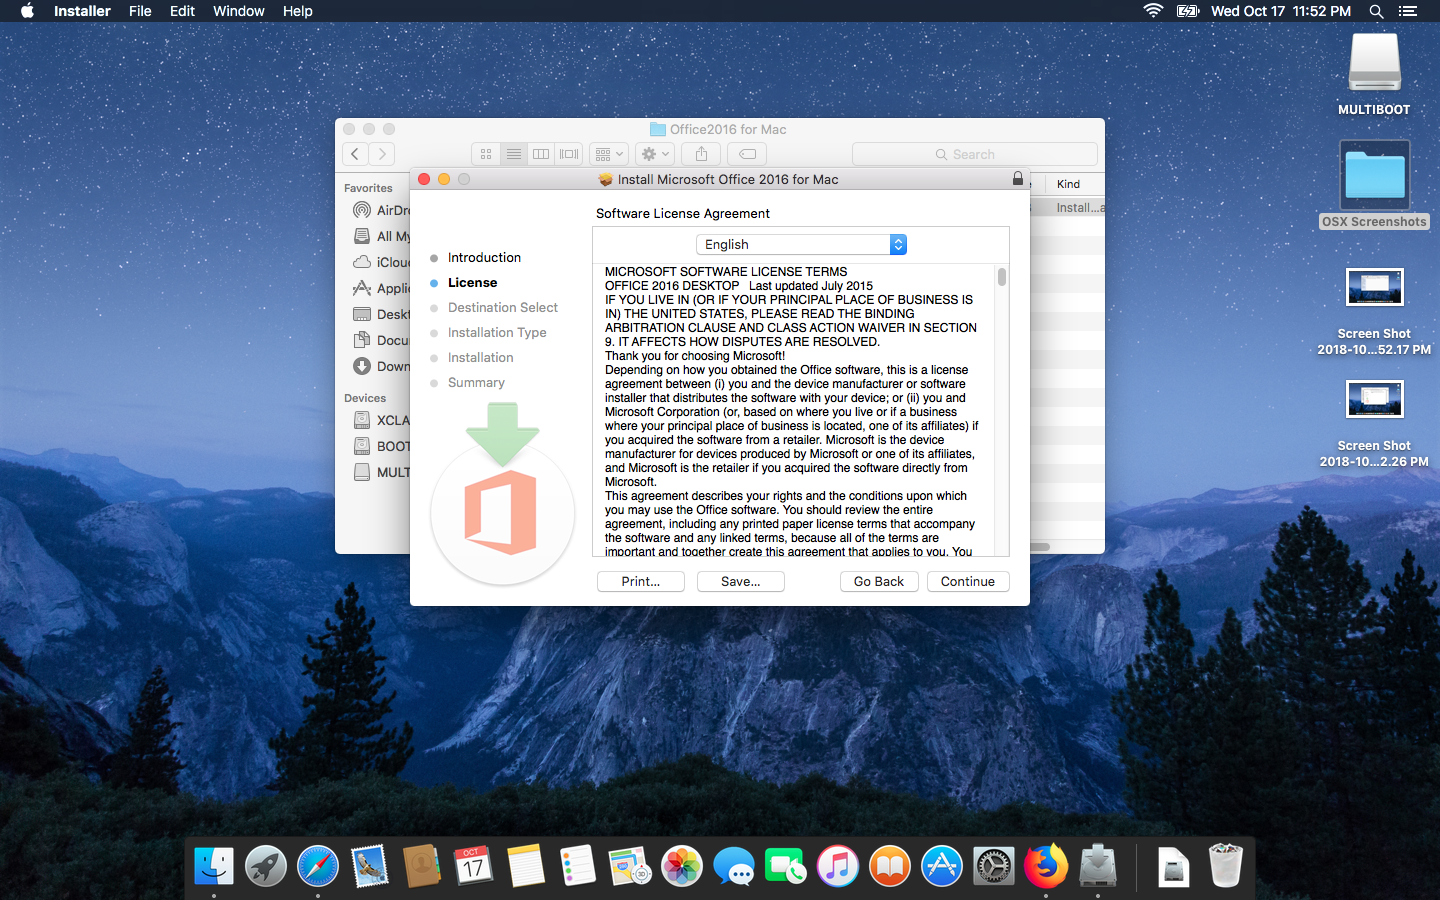 Installer File Edit Window Help
Wed Oct 17 11:52 PM
MULTIBOOT
OSX Screenshots
Screen Shot
2018-10...52.17 PM
Screen Shot
2018-10...2.26 PM
Office2016 for Mac
Search
Favorites
AirDro
All My
iCloud
Applic
Deskt
Docu
Down
Devices
XCLA
BOOT
MULT
Kind
Install...a
Install Microsoft Office 2016 for Mac
Software License Agreement
Introduction
License
Destination Select
Installation Type
Installation
Summary
English
MICROSOFT SOFTWARE LICENSE TERMS
OFFICE 2016 DESKTOP Last updated July 2015
IF YOU LIVE IN (OR IF YOUR PRINCIPAL PLACE OF BUSINESS IS
IN) THE UNITED STATES, PLEASE READ THE BINDING
ARBITRATION CLAUSE AND CLASS ACTION WAIVER IN SECTION
9. IT AFFECTS HOW DISPUTES ARE RESOLVED.
Thank you for choosing Microsoft!
Depending on how you obtained the Office software, this is a license
agreement between (i) you and the device manufacturer or software
installer that distributes the software with your device; or (ii) you and
Microsoft Corporation (or, based on where you live or if a business
where your principal place of business is located, one of its affiliates) if
you acquired the software from a retailer. Microsoft is the device
manufacturer for devices produced by Microsoft or one of its affiliates,
and Microsoft is the retailer if you acquired the software directly from
Microsoft.
This agreement describes your rights and the conditions upon which
you may use the Office software. You should review the entire
agreement, including any printed paper license terms that accompany
the software and any linked terms, because all of the terms are
important and together create this agreement that applies to you. You
Print... Save... Go Back Continue
OCT
17
3D